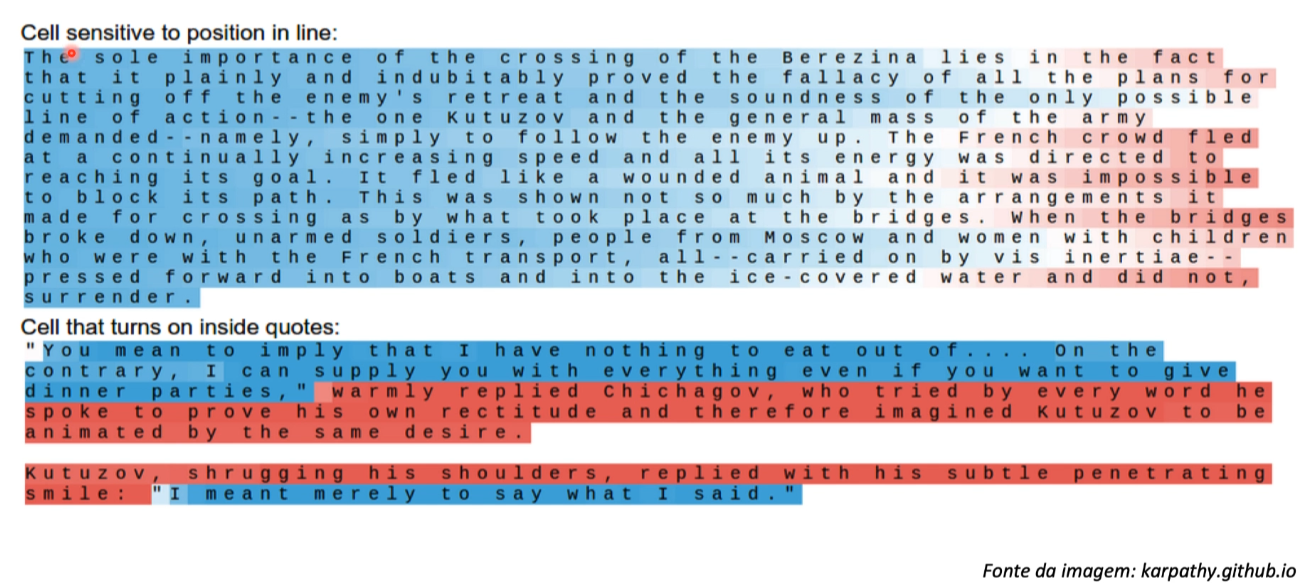 Cell sensitive to position in line:
The sole importance of the crossing of the Berezina lies in the fact
that it plainly and indubitably proved the fallacy of all the plans for
cutting off the enemy's retreat and the soundness of the only possible
line of action--the one Kutuzov and the general mass of the army
demanded--namely, simply to follow the enemy up. The French crowd fled
at a continually increasing speed and all its energy was directed to
reaching its goal. It fled like a wounded animal and it was impossible
to block its path. This was shown not so much by the arrangements it
made for crossing as by what took place at the bridges. When the bridges
broke down, unarmed soldiers, people from Moscow and women with children
who were with the French transport, all--carried on by vis inertiae--
pressed forward into boats and into the ice-covered water and did not,
surrender.
Cell that turns on inside quotes:
"You mean to imply that I have nothing to eat out of.... On the
contrary, I can supply you with everything even if you want to give
dinner parties," warmly replied Chichagov, who tried by every word he
spoke to prove his own rectitude and therefore imagined Kutuzov to be
animated by the same desire.
Kutuzov, shrugging his shoulders, replied with his subtle penetrating
smile: "I meant merely to say what I said."
Fonte da imagem: karpathy.github.io